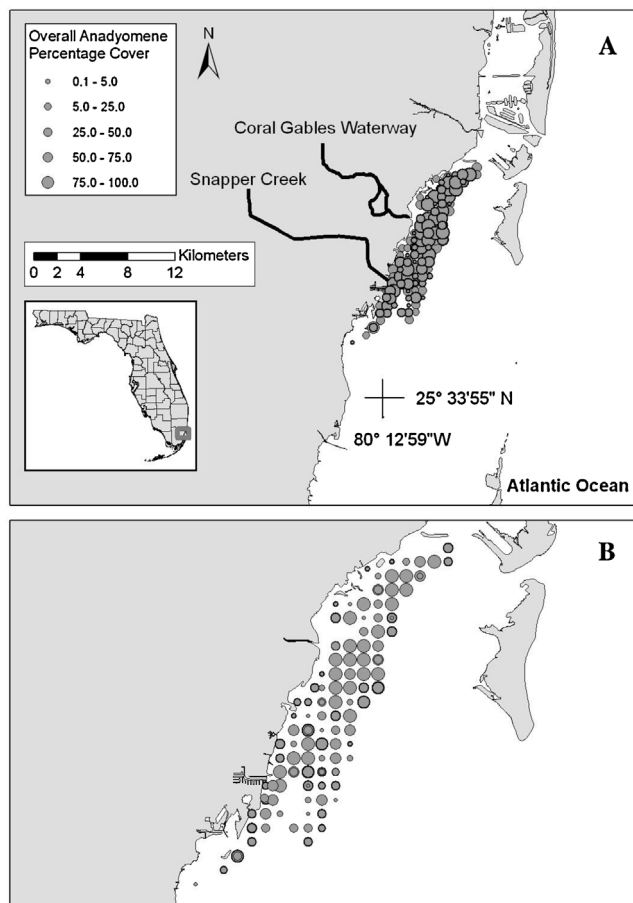 Overall Anadyomene
Percentage Cover
0.1 - 5.0
5.0 - 25.0
25.0 - 50.0
50.0 - 75.0
75.0 - 100.0
N
A
Coral Gables Waterway
Snapper Creek
Kilometers
0 2 4 8 12
25° 33'55" N
80° 12'59"W
Atlantic Ocean
B